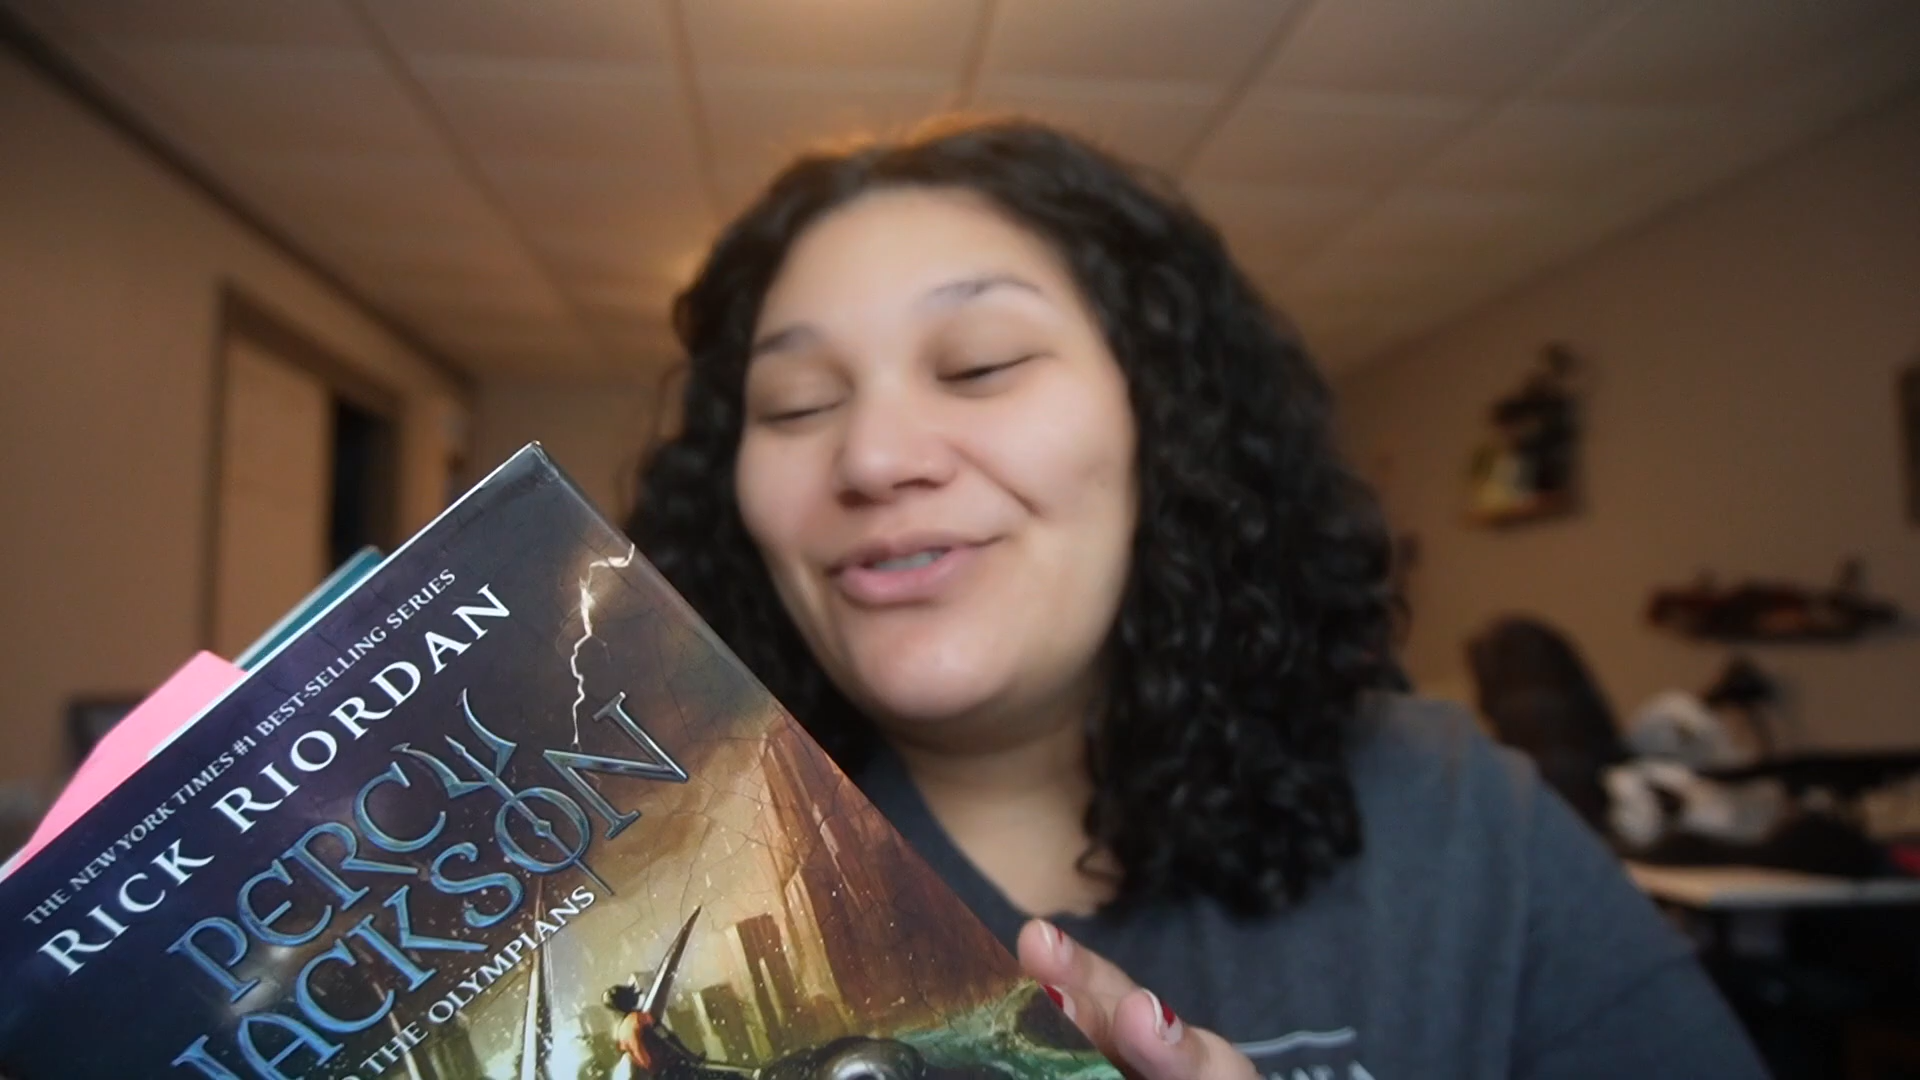 THE NEW YORK TIMES #1 BEST-SELLING SERIES
RICK RIORDAN
PERCY
JACKSON
THE OLYMPIANS